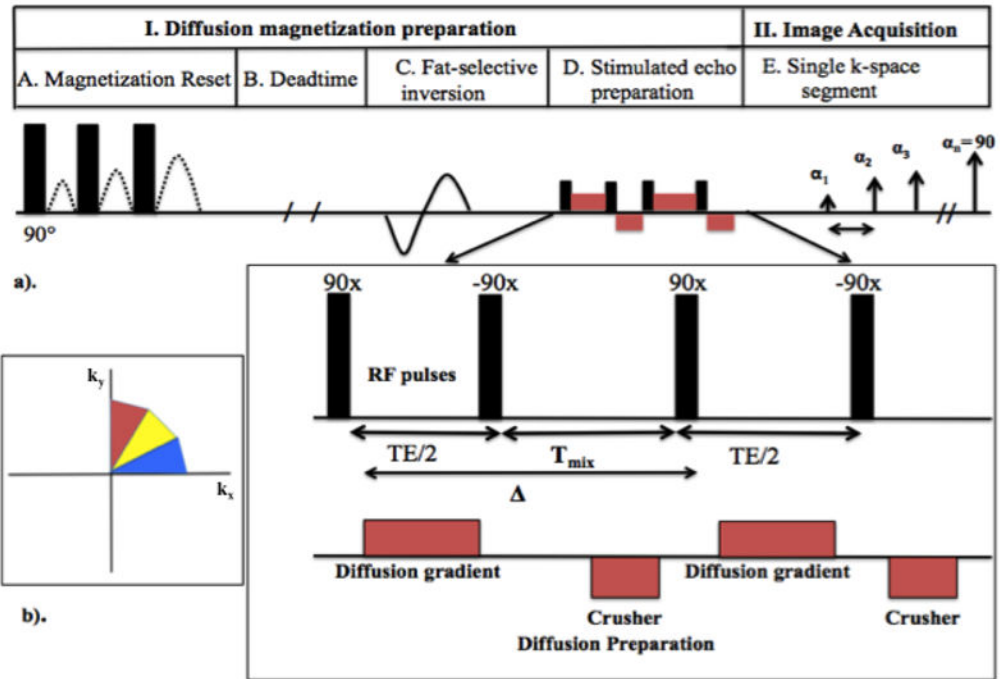 I. Diffusion magnetization preparation
II. Image Acquisition
A. Magnetization Reset
B. Deadtime
C. Fat-selective
inversion
D. Stimulated echo
preparation
E. Single k-space
segment
α₁
α₂
α₃
αₙ=90
90°
a).
90x
-90x
90x
-90x
RF pulses
TE/2
Tmix
TE/2
Δ
Diffusion gradient
Diffusion gradient
Crusher
Crusher
Diffusion Preparation
ky
kx
b).